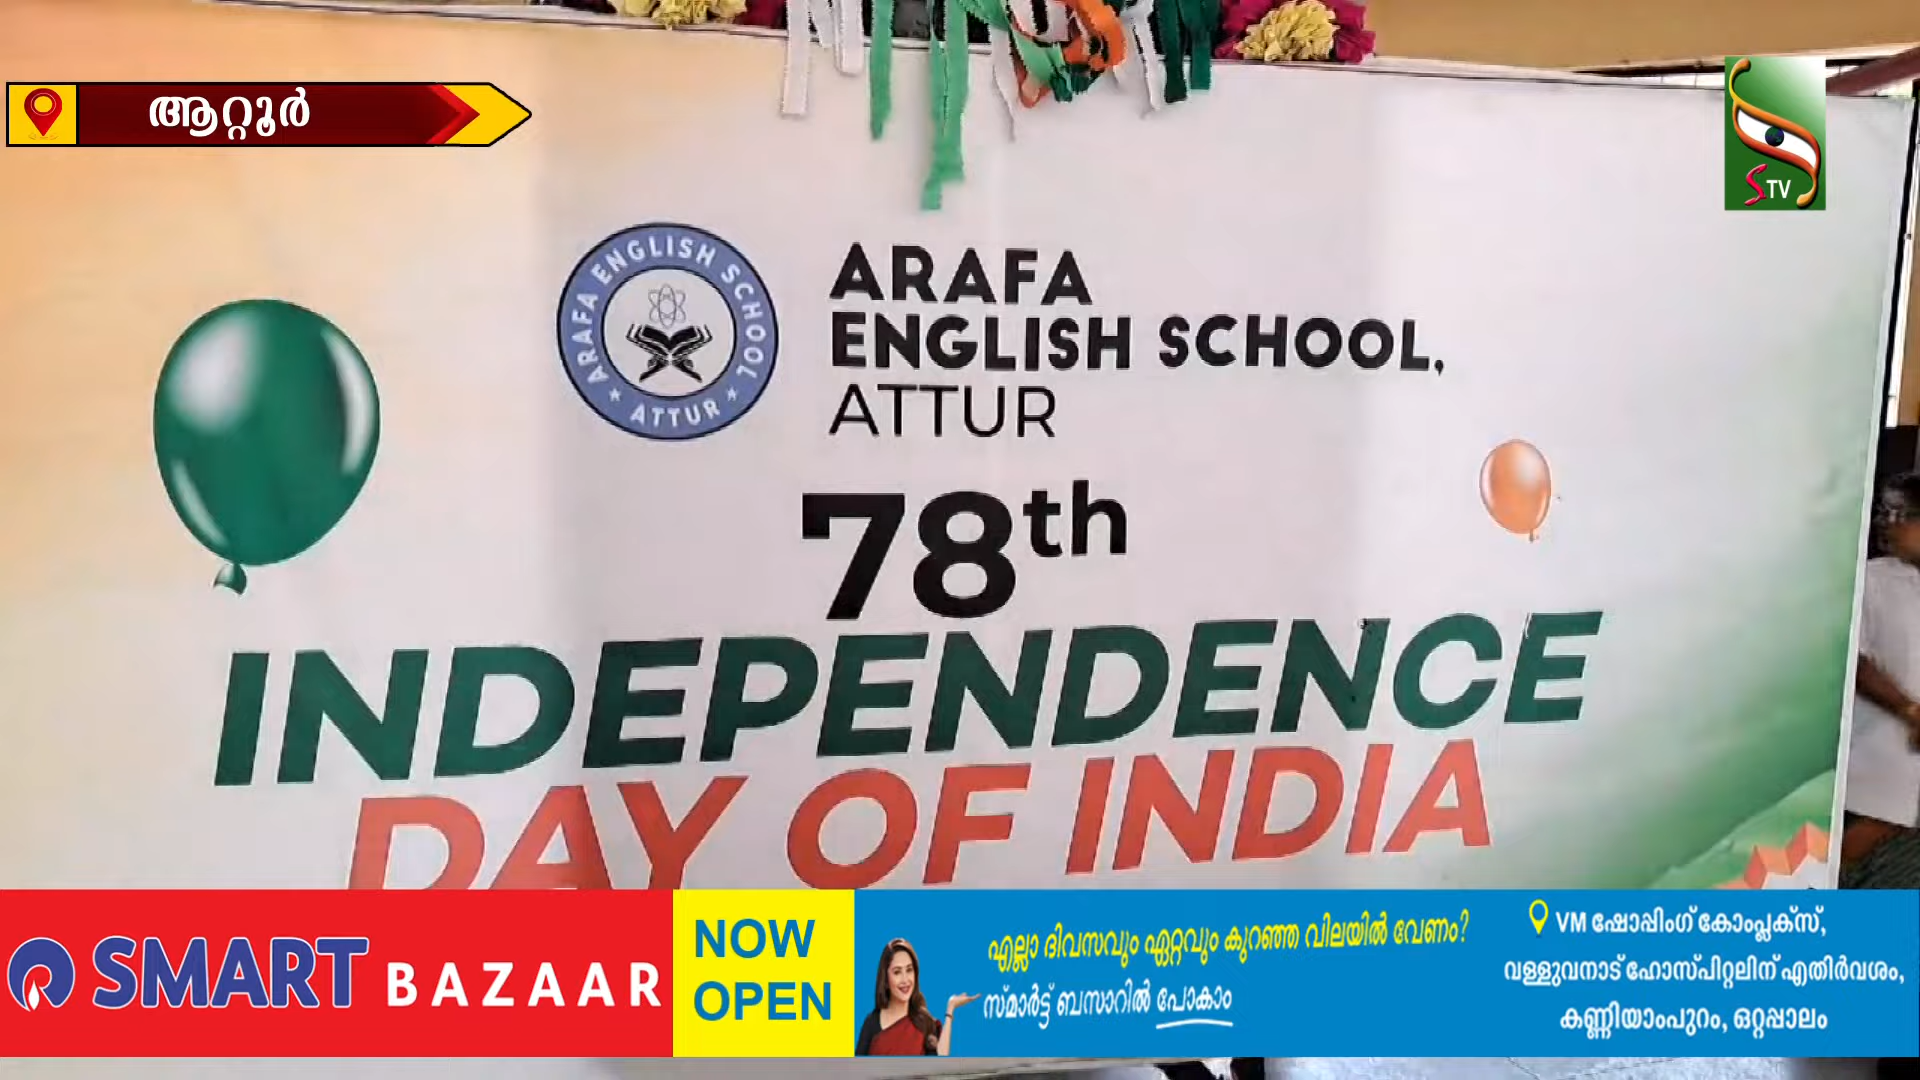 ആറ്റൂർ
STV
ARAFA ENGLISH SCHOOL
★ ATTUR ★
ARAFA
ENGLISH SCHOOL,
ATTUR
78th
INDEPENDENCE
DAY OF INDIA
SMART BAZAAR
NOW
OPEN
എല്ലാ ദിവസവും ഏറ്റവും കുറഞ്ഞ വിലയിൽ വേണം?
സ്മാർട്ട് ബസാറിൽ പോകാം
VM ഷോപ്പിംഗ് കോംപ്ലക്സ്,
വള്ളുവനാട് ഹോസ്പിറ്റലിന് എതിർവശം,
കണ്ണിയാംപുറം, ഒറ്റപ്പാലം